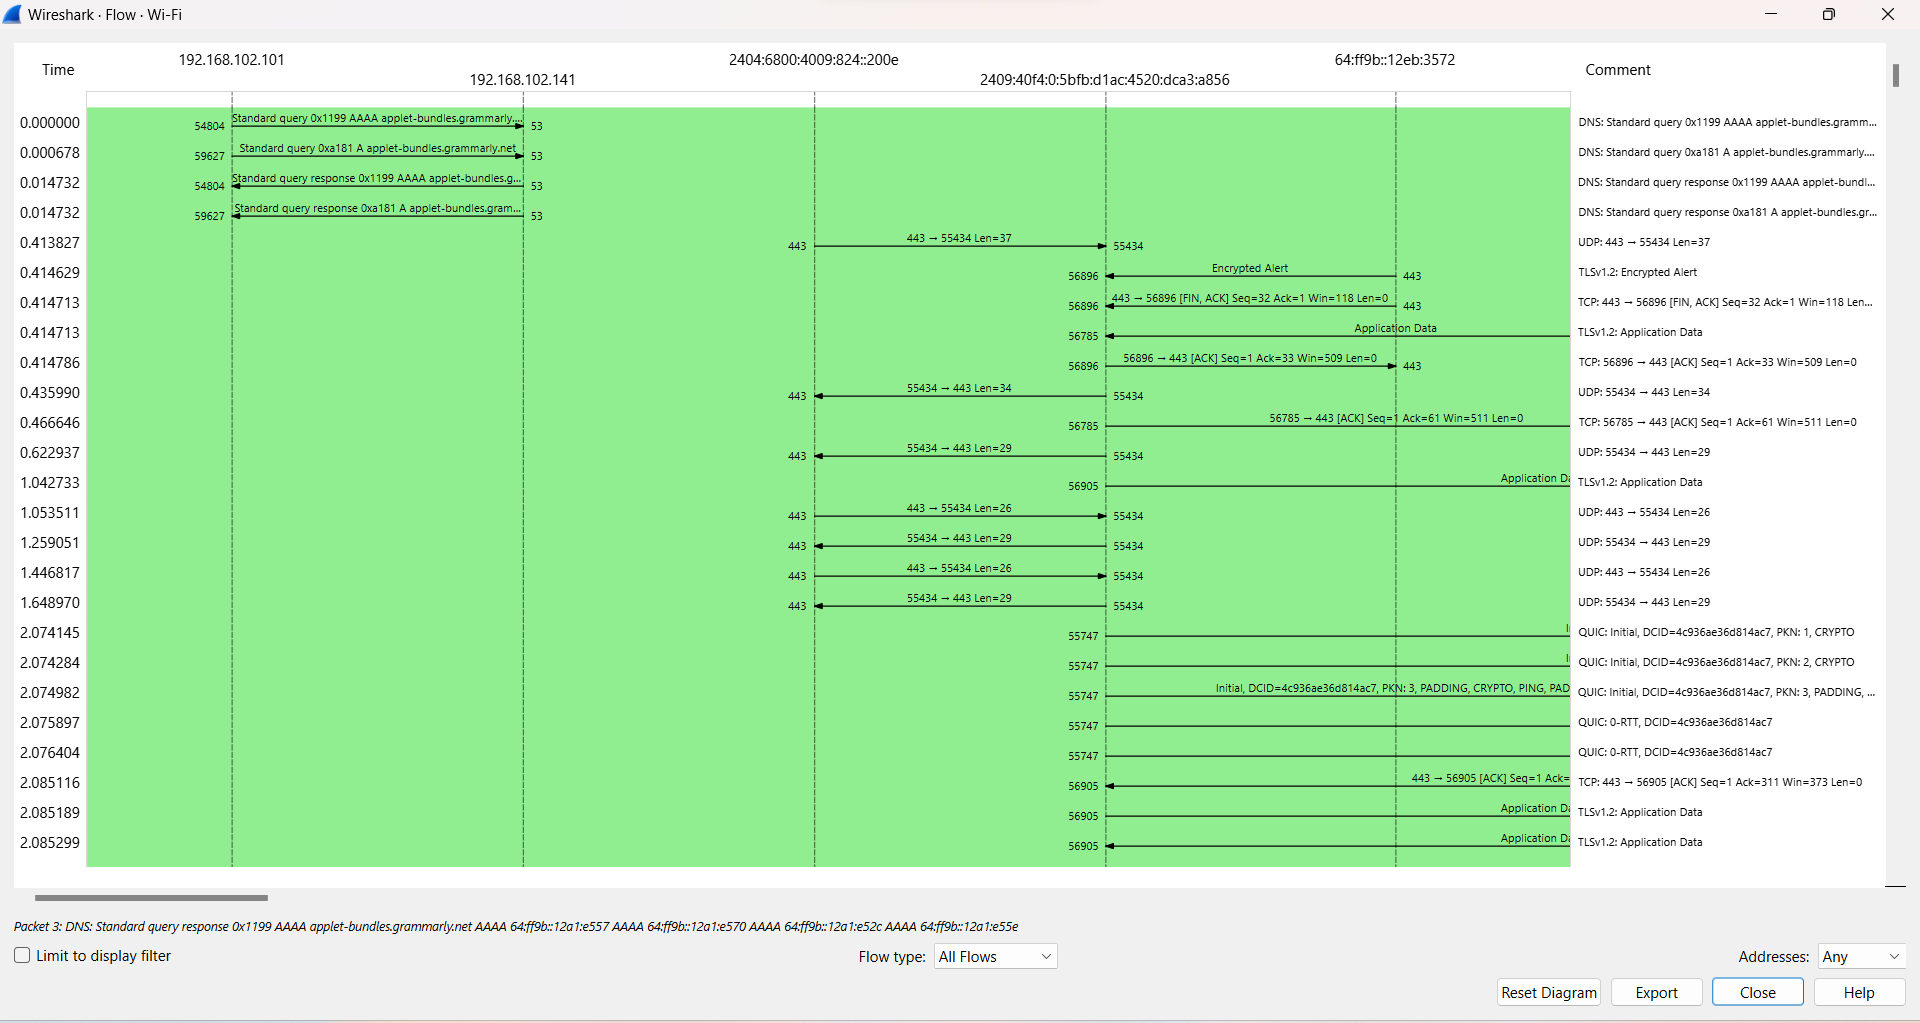 Wireshark · Flow · Wi-Fi
192.168.102.101 2404:6800:4009:824::200e 64:ff9b::12eb:3572
Time 192.168.102.141 2409:40f4:0:5bfb:d1ac:4520:dca3:a856 Comment
0.000000 54804 Standard query 0x1199 AAAA applet-bundles.grammarly.... 53 DNS: Standard query 0x1199 AAAA applet-bundles.gramm...
0.000678 59627 Standard query 0xa181 A applet-bundles.grammarly.net 53 DNS: Standard query 0xa181 A applet-bundles.grammarly....
0.014732 54804 Standard query response 0x1199 AAAA applet-bundles.g... 53 DNS: Standard query response 0x1199 AAAA applet-bundl...
0.014732 59627 Standard query response 0xa181 A applet-bundles.gram... 53 DNS: Standard query response 0xa181 A applet-bundles.gr...
0.413827 443 443 → 55434 Len=37 55434 UDP: 443 → 55434 Len=37
0.414629 56896 Encrypted Alert 443 TLSv1.2: Encrypted Alert
0.414713 56896 443 → 56896 [FIN, ACK] Seq=32 Ack=1 Win=118 Len=0 443 TCP: 443 → 56896 [FIN, ACK] Seq=32 Ack=1 Win=118 Len...
0.414713 56785 Application Data TLSv1.2: Application Data
0.414786 56896 56896 → 443 [ACK] Seq=1 Ack=33 Win=509 Len=0 443 TCP: 56896 → 443 [ACK] Seq=1 Ack=33 Win=509 Len=0
0.435990 443 55434 → 443 Len=34 55434 UDP: 55434 → 443 Len=34
0.466646 56785 56785 → 443 [ACK] Seq=1 Ack=61 Win=511 Len=0 TCP: 56785 → 443 [ACK] Seq=1 Ack=61 Win=511 Len=0
0.622937 443 55434 → 443 Len=29 55434 UDP: 55434 → 443 Len=29
1.042733 56905 Application Da TLSv1.2: Application Data
1.053511 443 443 → 55434 Len=26 55434 UDP: 443 → 55434 Len=26
1.259051 443 55434 → 443 Len=29 55434 UDP: 55434 → 443 Len=29
1.446817 443 443 → 55434 Len=26 55434 UDP: 443 → 55434 Len=26
1.648970 443 55434 → 443 Len=29 55434 UDP: 55434 → 443 Len=29
2.074145 55747 QUIC: Initial, DCID=4c936ae36d814ac7, PKN: 1, CRYPTO
2.074284 55747 QUIC: Initial, DCID=4c936ae36d814ac7, PKN: 2, CRYPTO
2.074982 55747 Initial, DCID=4c936ae36d814ac7, PKN: 3, PADDING, CRYPTO, PING, PAD QUIC: Initial, DCID=4c936ae36d814ac7, PKN: 3, PADDING, ...
2.075897 55747 QUIC: 0-RTT, DCID=4c936ae36d814ac7
2.076404 55747 QUIC: 0-RTT, DCID=4c936ae36d814ac7
2.085116 56905 443 → 56905 [ACK] Seq=1 Ack= TCP: 443 → 56905 [ACK] Seq=1 Ack=311 Win=373 Len=0
2.085189 56905 Application Da TLSv1.2: Application Data
2.085299 56905 Application Da TLSv1.2: Application Data
Packet 3: DNS: Standard query response 0x1199 AAAA applet-bundles.grammarly.net AAAA 64:ff9b::12a1:e557 AAAA 64:ff9b::12a1:e570 AAAA 64:ff9b::12a1:e52c AAAA 64:ff9b::12a1:e55e
Limit to display filter Flow type: All Flows Addresses: Any
Reset Diagram Export Close Help